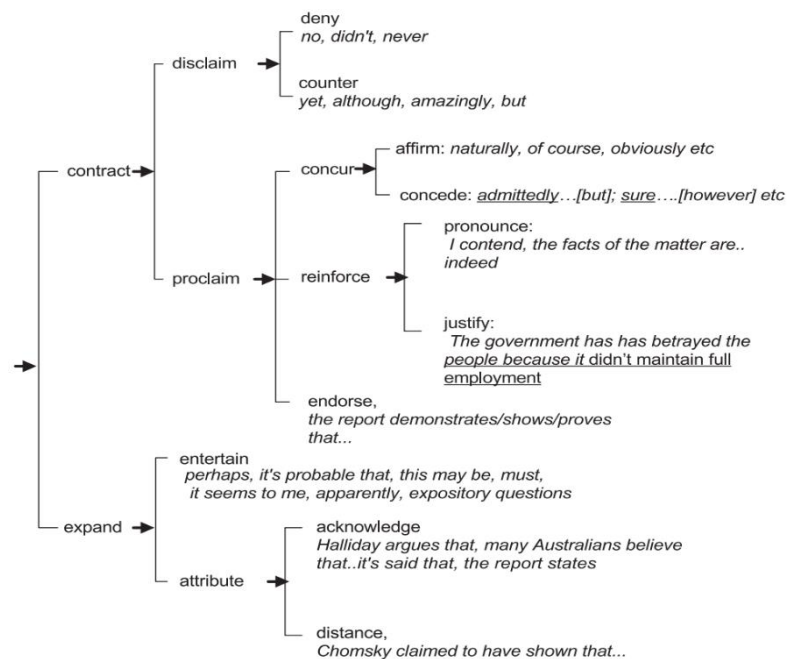 deny
no, didn't, never
disclaim
counter
yet, although, amazingly, but
affirm: naturally, of course, obviously etc
contract
concur
concede: admittedly…[but]; sure….[however] etc
pronounce:
I contend, the facts of the matter are..
indeed
proclaim
reinforce
justify:
The government has has betrayed the
people because it didn't maintain full
employment
endorse,
the report demonstrates/shows/proves
that...
entertain
perhaps, it's probable that, this may be, must,
it seems to me, apparently, expository questions
expand
acknowledge
Halliday argues that, many Australians believe
that..it's said that, the report states
attribute
distance,
Chomsky claimed to have shown that...